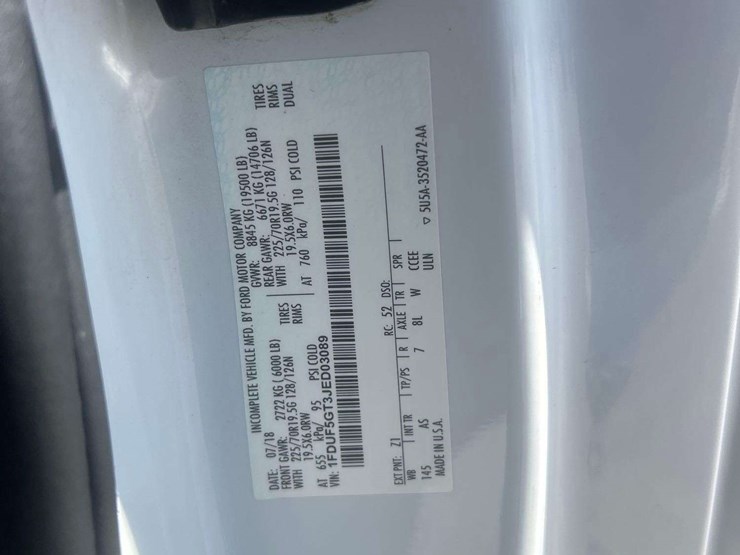 INCOMPLETE VEHICLE MFD. BY FORD MOTOR COMPANY
DATE: 07/18 GVWR: 8845 KG (19500 LB)
FRONT GAWR: 2722 KG (6000 LB) REAR GAWR: 6671 KG (14706 LB)
WITH 225/70R19.5G 128/126N TIRES WITH 225/70R19.5G 128/126N TIRES
19.5X6.0RW RIMS 19.5X6.0RW RIMS
AT 655 kPa/ 95 PSI COLD AT 760 kPa/ 110 PSI COLD DUAL
VIN: 1FDUF5GT3JED03089
EXT PNT: Z1 RC: 52 DSO:
WB INT TR TP/PS R AXLE TR SPR
145 AS 7 8L W CCEE
MADE IN U.S.A. ULN
▽ 5U5A-3520472-AA